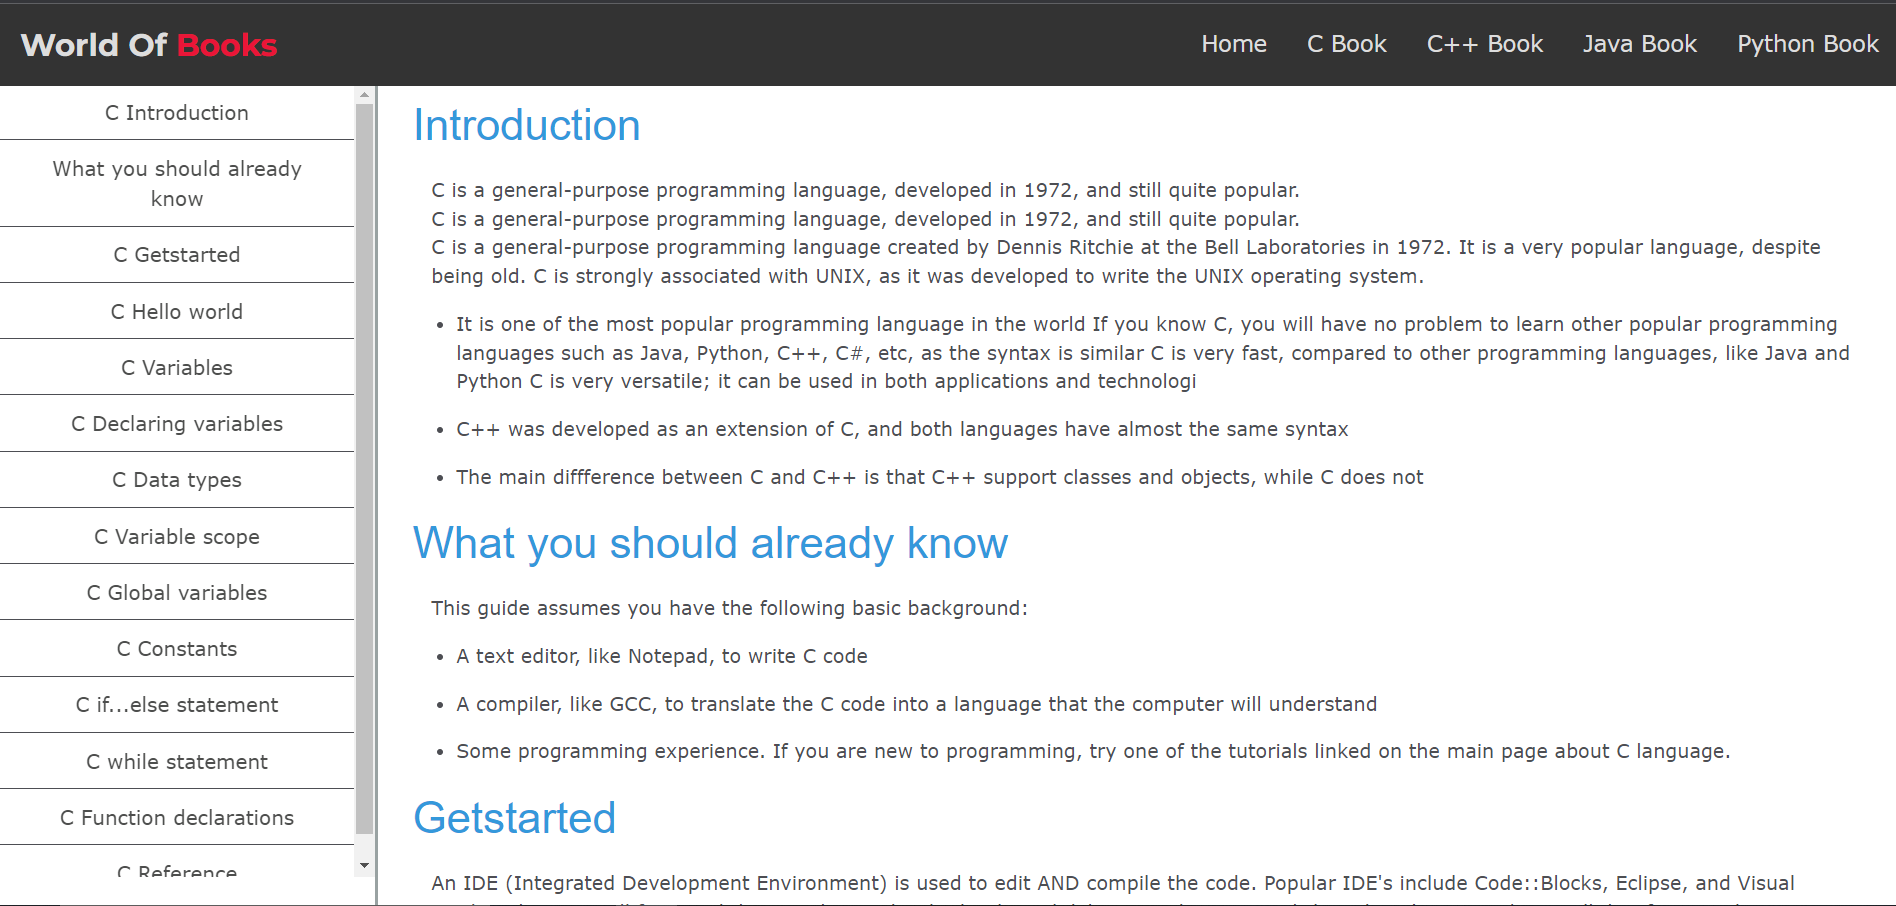 World Of Books
Home C Book C++ Book Java Book Python Book
C Introduction
What you should already
know
C Getstarted
C Hello world
C Variables
C Declaring variables
C Data types
C Variable scope
C Global variables
C Constants
C if...else statement
C while statement
C Function declarations
C Reference
Introduction
C is a general-purpose programming language, developed in 1972, and still quite popular.
C is a general-purpose programming language, developed in 1972, and still quite popular.
C is a general-purpose programming language created by Dennis Ritchie at the Bell Laboratories in 1972. It is a very popular language, despite
being old. C is strongly associated with UNIX, as it was developed to write the UNIX operating system.
• It is one of the most popular programming language in the world If you know C, you will have no problem to learn other popular programming
languages such as Java, Python, C++, C#, etc, as the syntax is similar C is very fast, compared to other programming languages, like Java and
Python C is very versatile; it can be used in both applications and technologi
• C++ was developed as an extension of C, and both languages have almost the same syntax
• The main diffference between C and C++ is that C++ support classes and objects, while C does not
What you should already know
This guide assumes you have the following basic background:
• A text editor, like Notepad, to write C code
• A compiler, like GCC, to translate the C code into a language that the computer will understand
• Some programming experience. If you are new to programming, try one of the tutorials linked on the main page about C language.
Getstarted
An IDE (Integrated Development Environment) is used to edit AND compile the code. Popular IDE's include Code::Blocks, Eclipse, and Visual